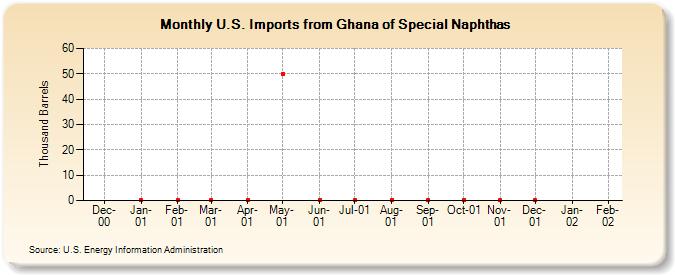 Monthly U.S. Imports from Ghana of Special Naphthas
Thousand Barrels
60
50
40
30
20
10
0
Dec-00 Jan-01 Feb-01 Mar-01 Apr-01 May-01 Jun-01 Jul-01 Aug-01 Sep-01 Oct-01 Nov-01 Dec-01 Jan-02 Feb-02
Source: U.S. Energy Information Administration